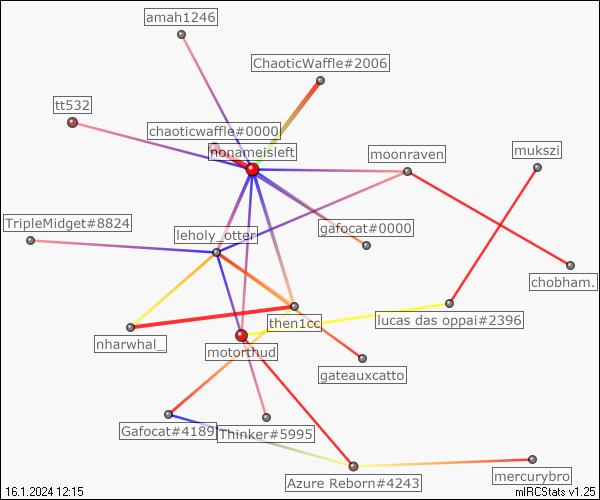 amah1246
ChaoticWaffle#2006
tt532
chaoticwaffle#0000
nonameisleft
moonraven
mukszi
TripleMidget#8824
leholy_otter
gafocat#0000
chobham.
then1cc
lucas das oppai#2396
nharwhal_
motorthud
gateauxcatto
Gafocat#4189
Thinker#5995
Azure Reborn#4243
mercurybro
16.1.2024 12:15
mIRCStats v1.25